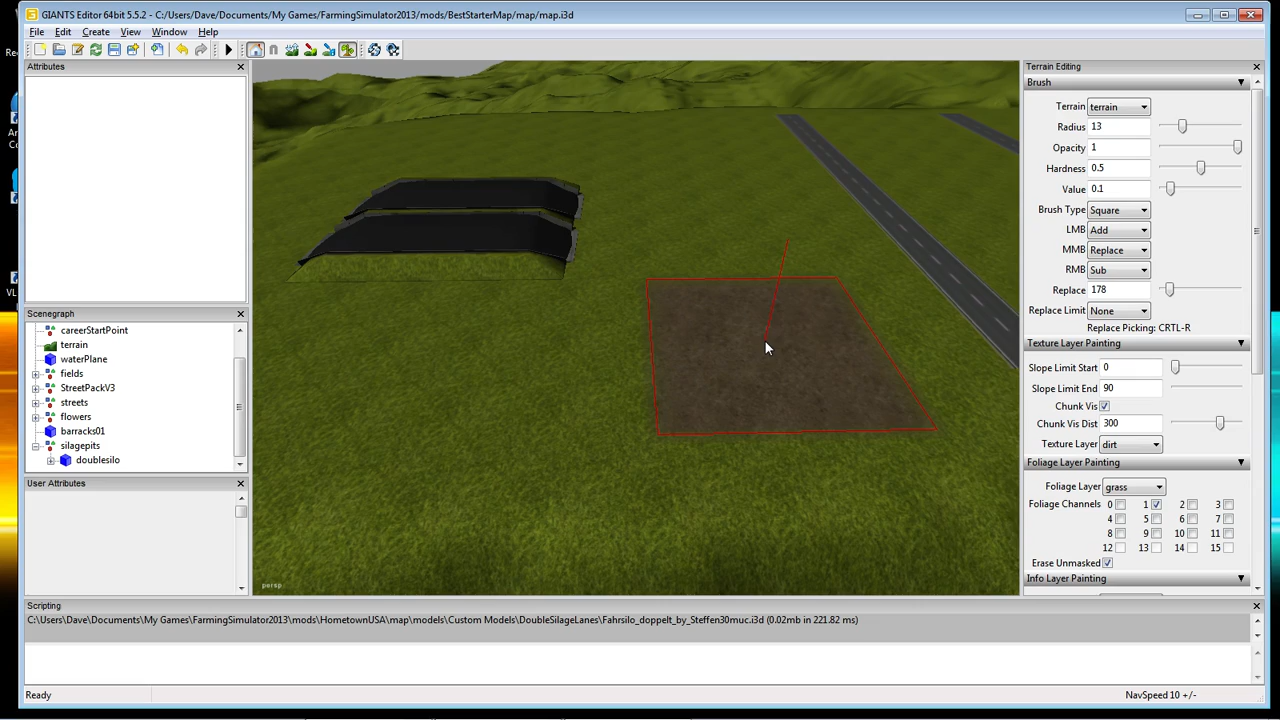 GIANTS Editor 64bit 5.5.2 - C:/Users/Dave/Documents/My Games/FarmingSimulator2013/mods/BestStarterMap/map/map.i3d
File Edit Create View Window Help
Attributes
Scenegraph
careerStartPoint
terrain
waterPlane
fields
StreetPackV3
streets
flowers
barracks01
silagepits
doublesilo
User Attributes
persp
Terrain Editing
Brush
Terrain terrain
Radius 13
Opacity 1
Hardness 0.5
Value 0.1
Brush Type Square
LMB Add
MMB Replace
RMB Sub
Replace 178
Replace Limit None
Replace Picking: CRTL-R
Texture Layer Painting
Slope Limit Start 0
Slope Limit End 90
Chunk Vis
Chunk Vis Dist 300
Texture Layer dirt
Foliage Layer Painting
Foliage Layer grass
Foliage Channels 0 1 2 3
4 5 6 7
8 9 10 11
12 13 14 15
Erase Unmasked
Info Layer Painting
Scripting
C:\Users\Dave\Documents\My Games\FarmingSimulator2013\mods\HometownUSA\map\models\Custom Models\DoubleSilageLanes\Fahrsilo_doppelt_by_Steffen30muc.i3d (0.02mb in 221.82 ms)
Ready
NavSpeed 10 +/-